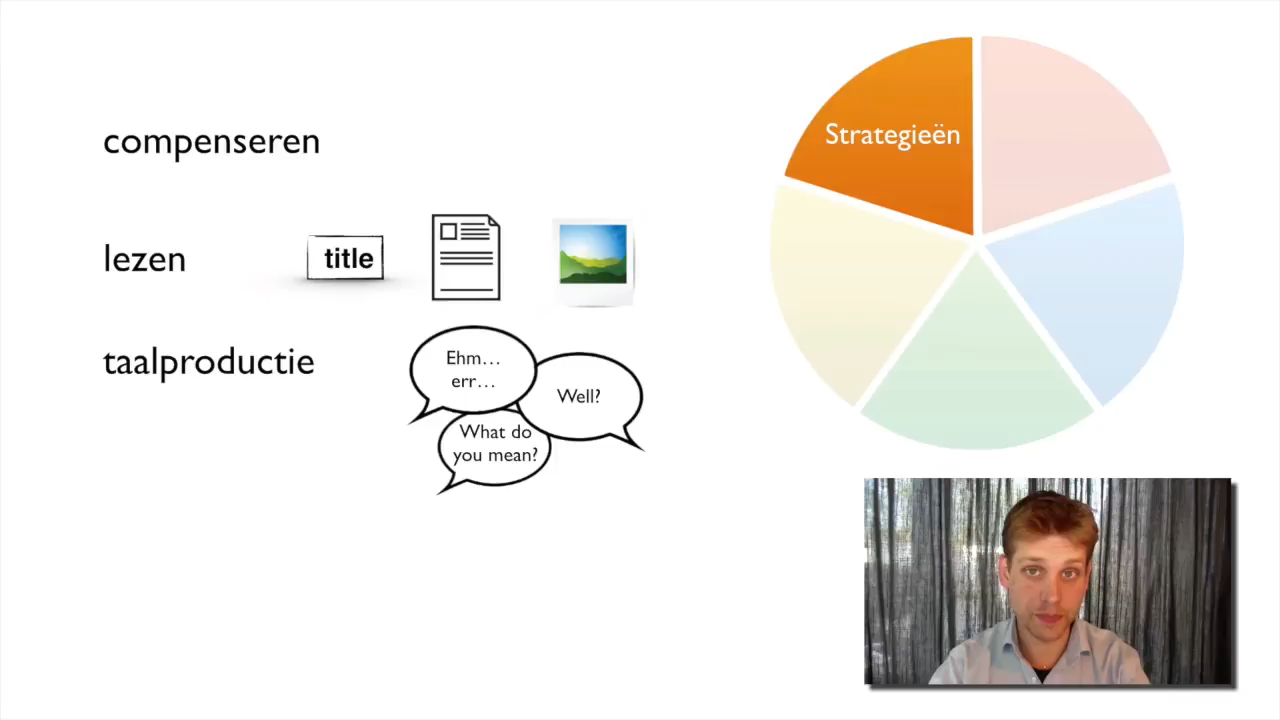 compenseren
Strategieën
lezen
title
taalproductie
Ehm…
err…
Well?
What do
you mean?